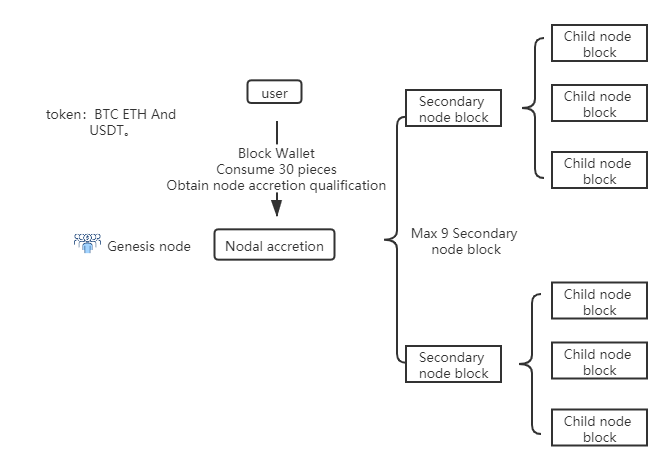 token: BTC ETH And
USDT。
user
Block Wallet
Consume 30 pieces
Obtain node accretion qualification
Genesis node
Nodal accretion
Max 9 Secondary
node block
Secondary
node block
Child node
block
Child node
block
Child node
block
Secondary
node block
Child node
block
Child node
block
Child node
block